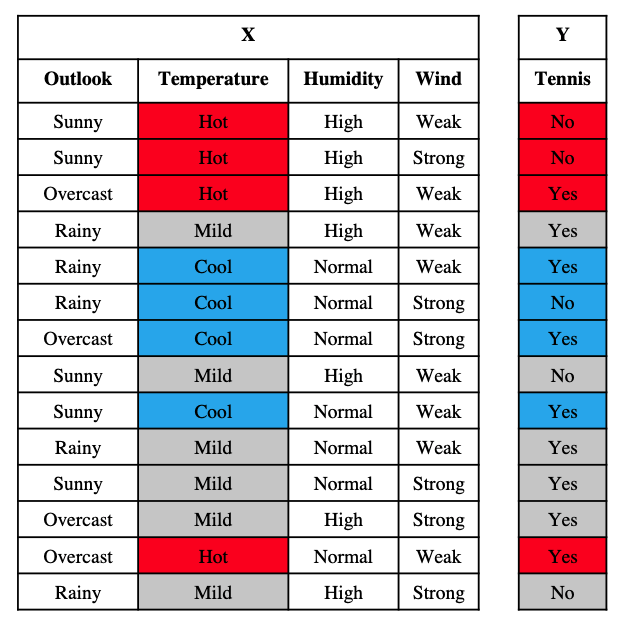 X Y
Outlook Temperature Humidity Wind Tennis
Sunny Hot High Weak No
Sunny Hot High Strong No
Overcast Hot High Weak Yes
Rainy Mild High Weak Yes
Rainy Cool Normal Weak Yes
Rainy Cool Normal Strong No
Overcast Cool Normal Strong Yes
Sunny Mild High Weak No
Sunny Cool Normal Weak Yes
Rainy Mild Normal Weak Yes
Sunny Mild Normal Strong Yes
Overcast Mild High Strong Yes
Overcast Hot Normal Weak Yes
Rainy Mild High Strong No